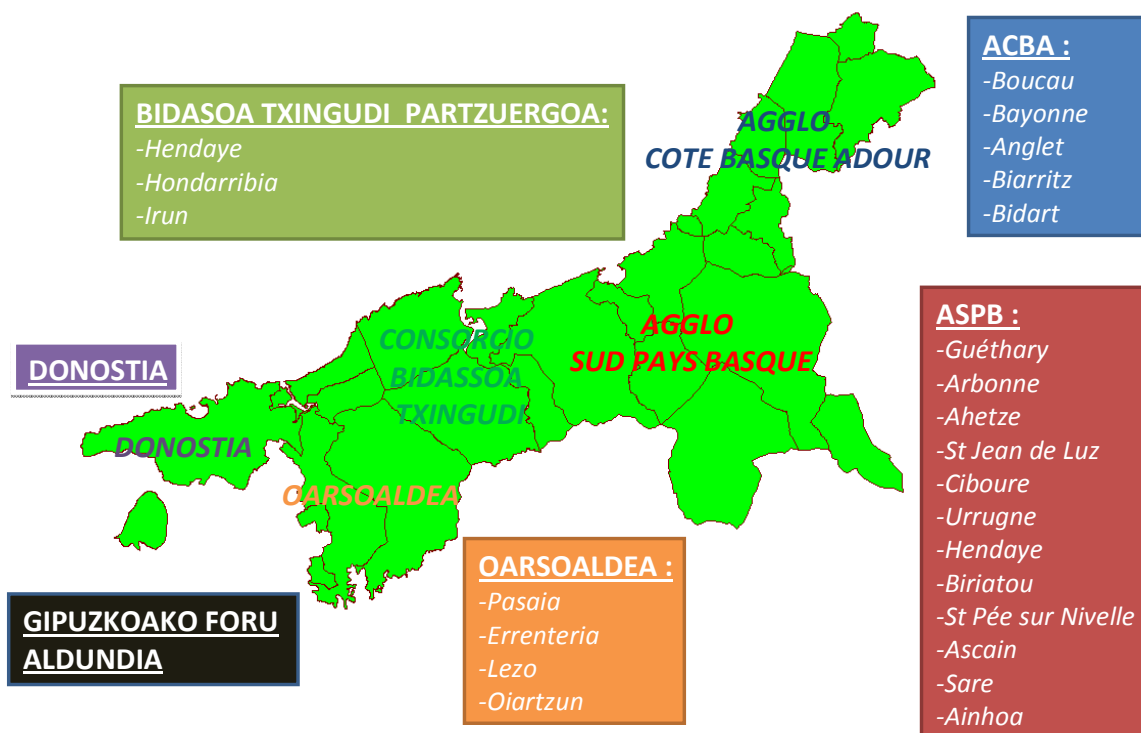 ACBA :
-Boucau
-Bayonne
-Anglet
-Biarritz
-Bidart
BIDASOA TXINGUDI PARTZUERGOA:
-Hendaye
-Hondarribia
-Irun
AGGLO
COTE BASQUE ADOUR
ASPB :
-Guéthary
-Arbonne
-Ahetze
-St Jean de Luz
-Ciboure
-Urrugne
-Hendaye
-Biriatou
-St Pée sur Nivelle
-Ascain
-Sare
-Ainhoa
AGGLO
SUD PAYS BASQUE
CONSORCIO
BIDASSOA
TXINGUDI
DONOSTIA
DONOSTIA
OARSOALDEA
OARSOALDEA :
-Pasaia
-Errenteria
-Lezo
-Oiartzun
GIPUZKOAKO FORU
ALDUNDIA